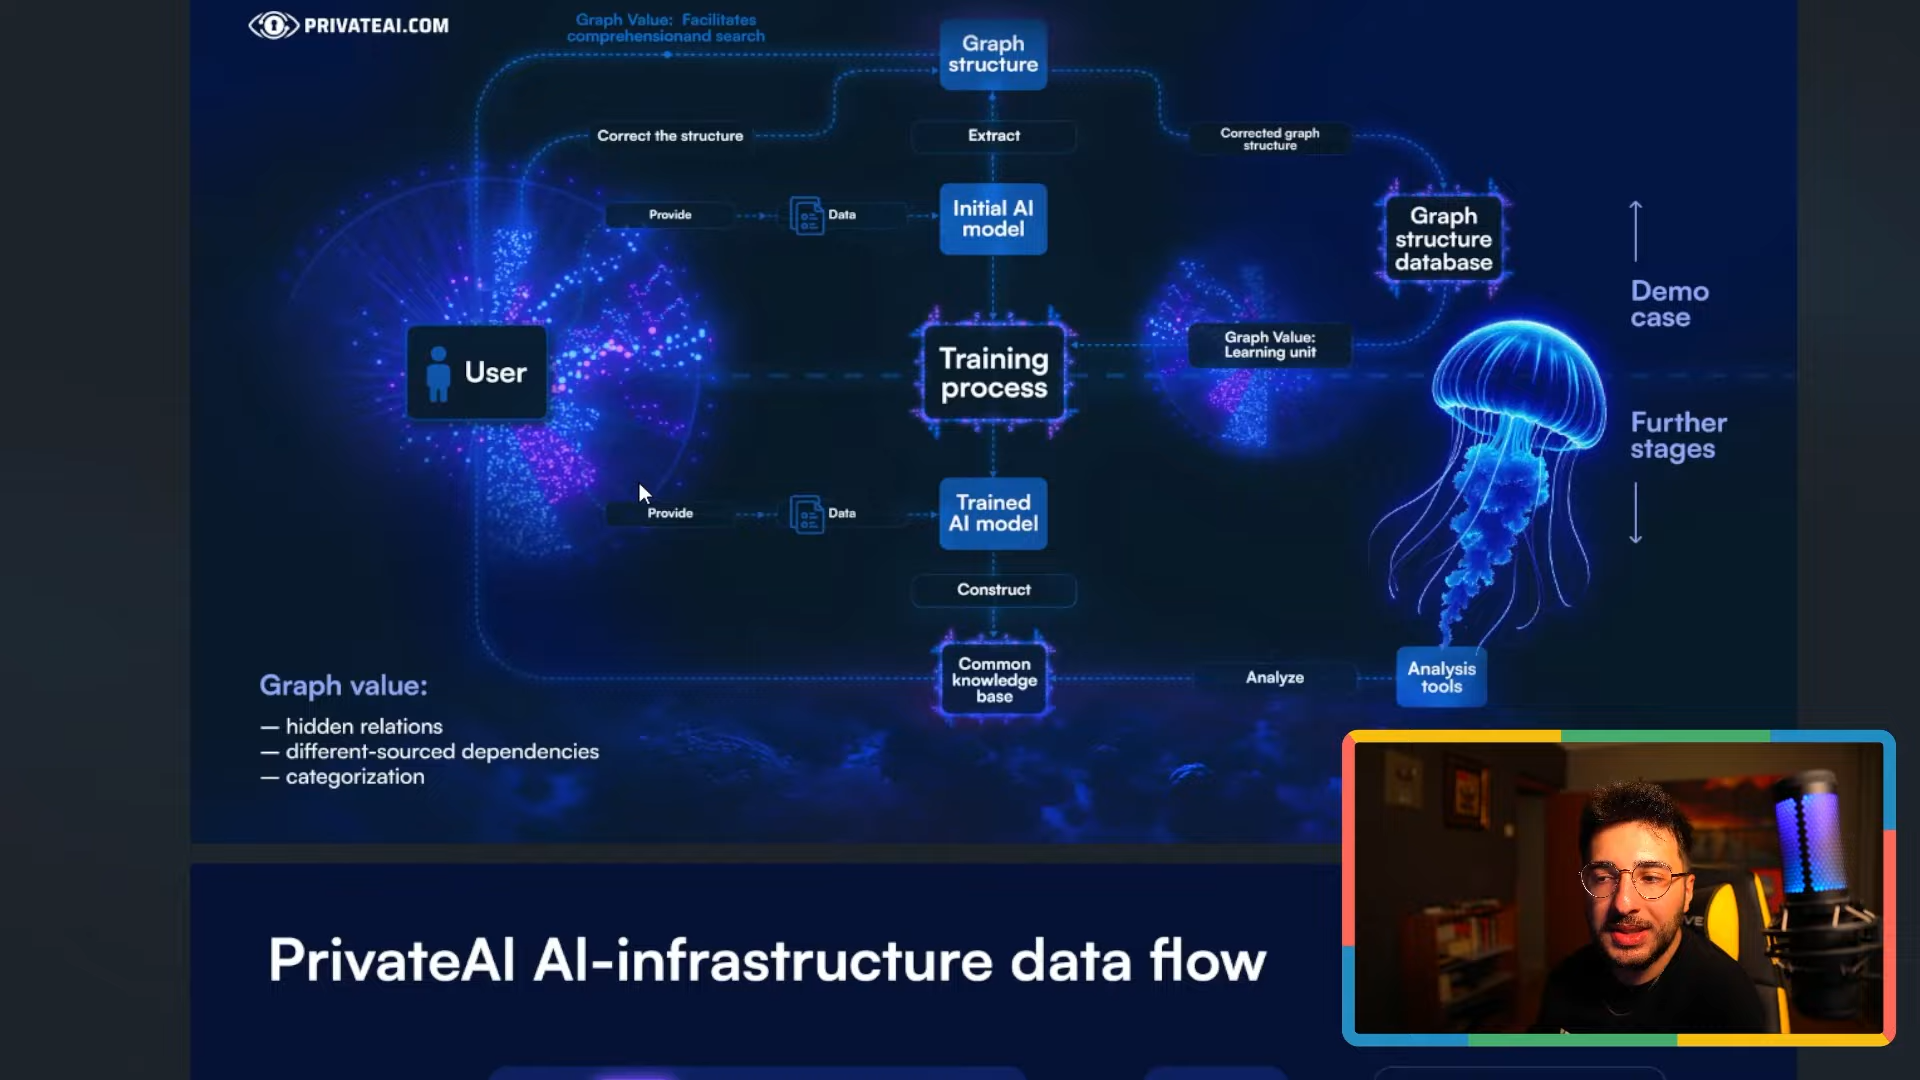 PRIVATEAI.COM
Graph Value: Facilitates
comprehensionand search
Graph
structure
Correct the structure
Extract
Corrected graph
structure
Provide
Data
Initial AI
model
Graph
structure
database
Demo
case
User
Training
process
Graph Value:
Learning unit
Further
stages
Provide
Data
Trained
AI model
Construct
Common
knowledge
base
Analyze
Analysis
tools
Graph value:
— hidden relations
— different-sourced dependencies
— categorization
PrivateAI AI-infrastructure data flow